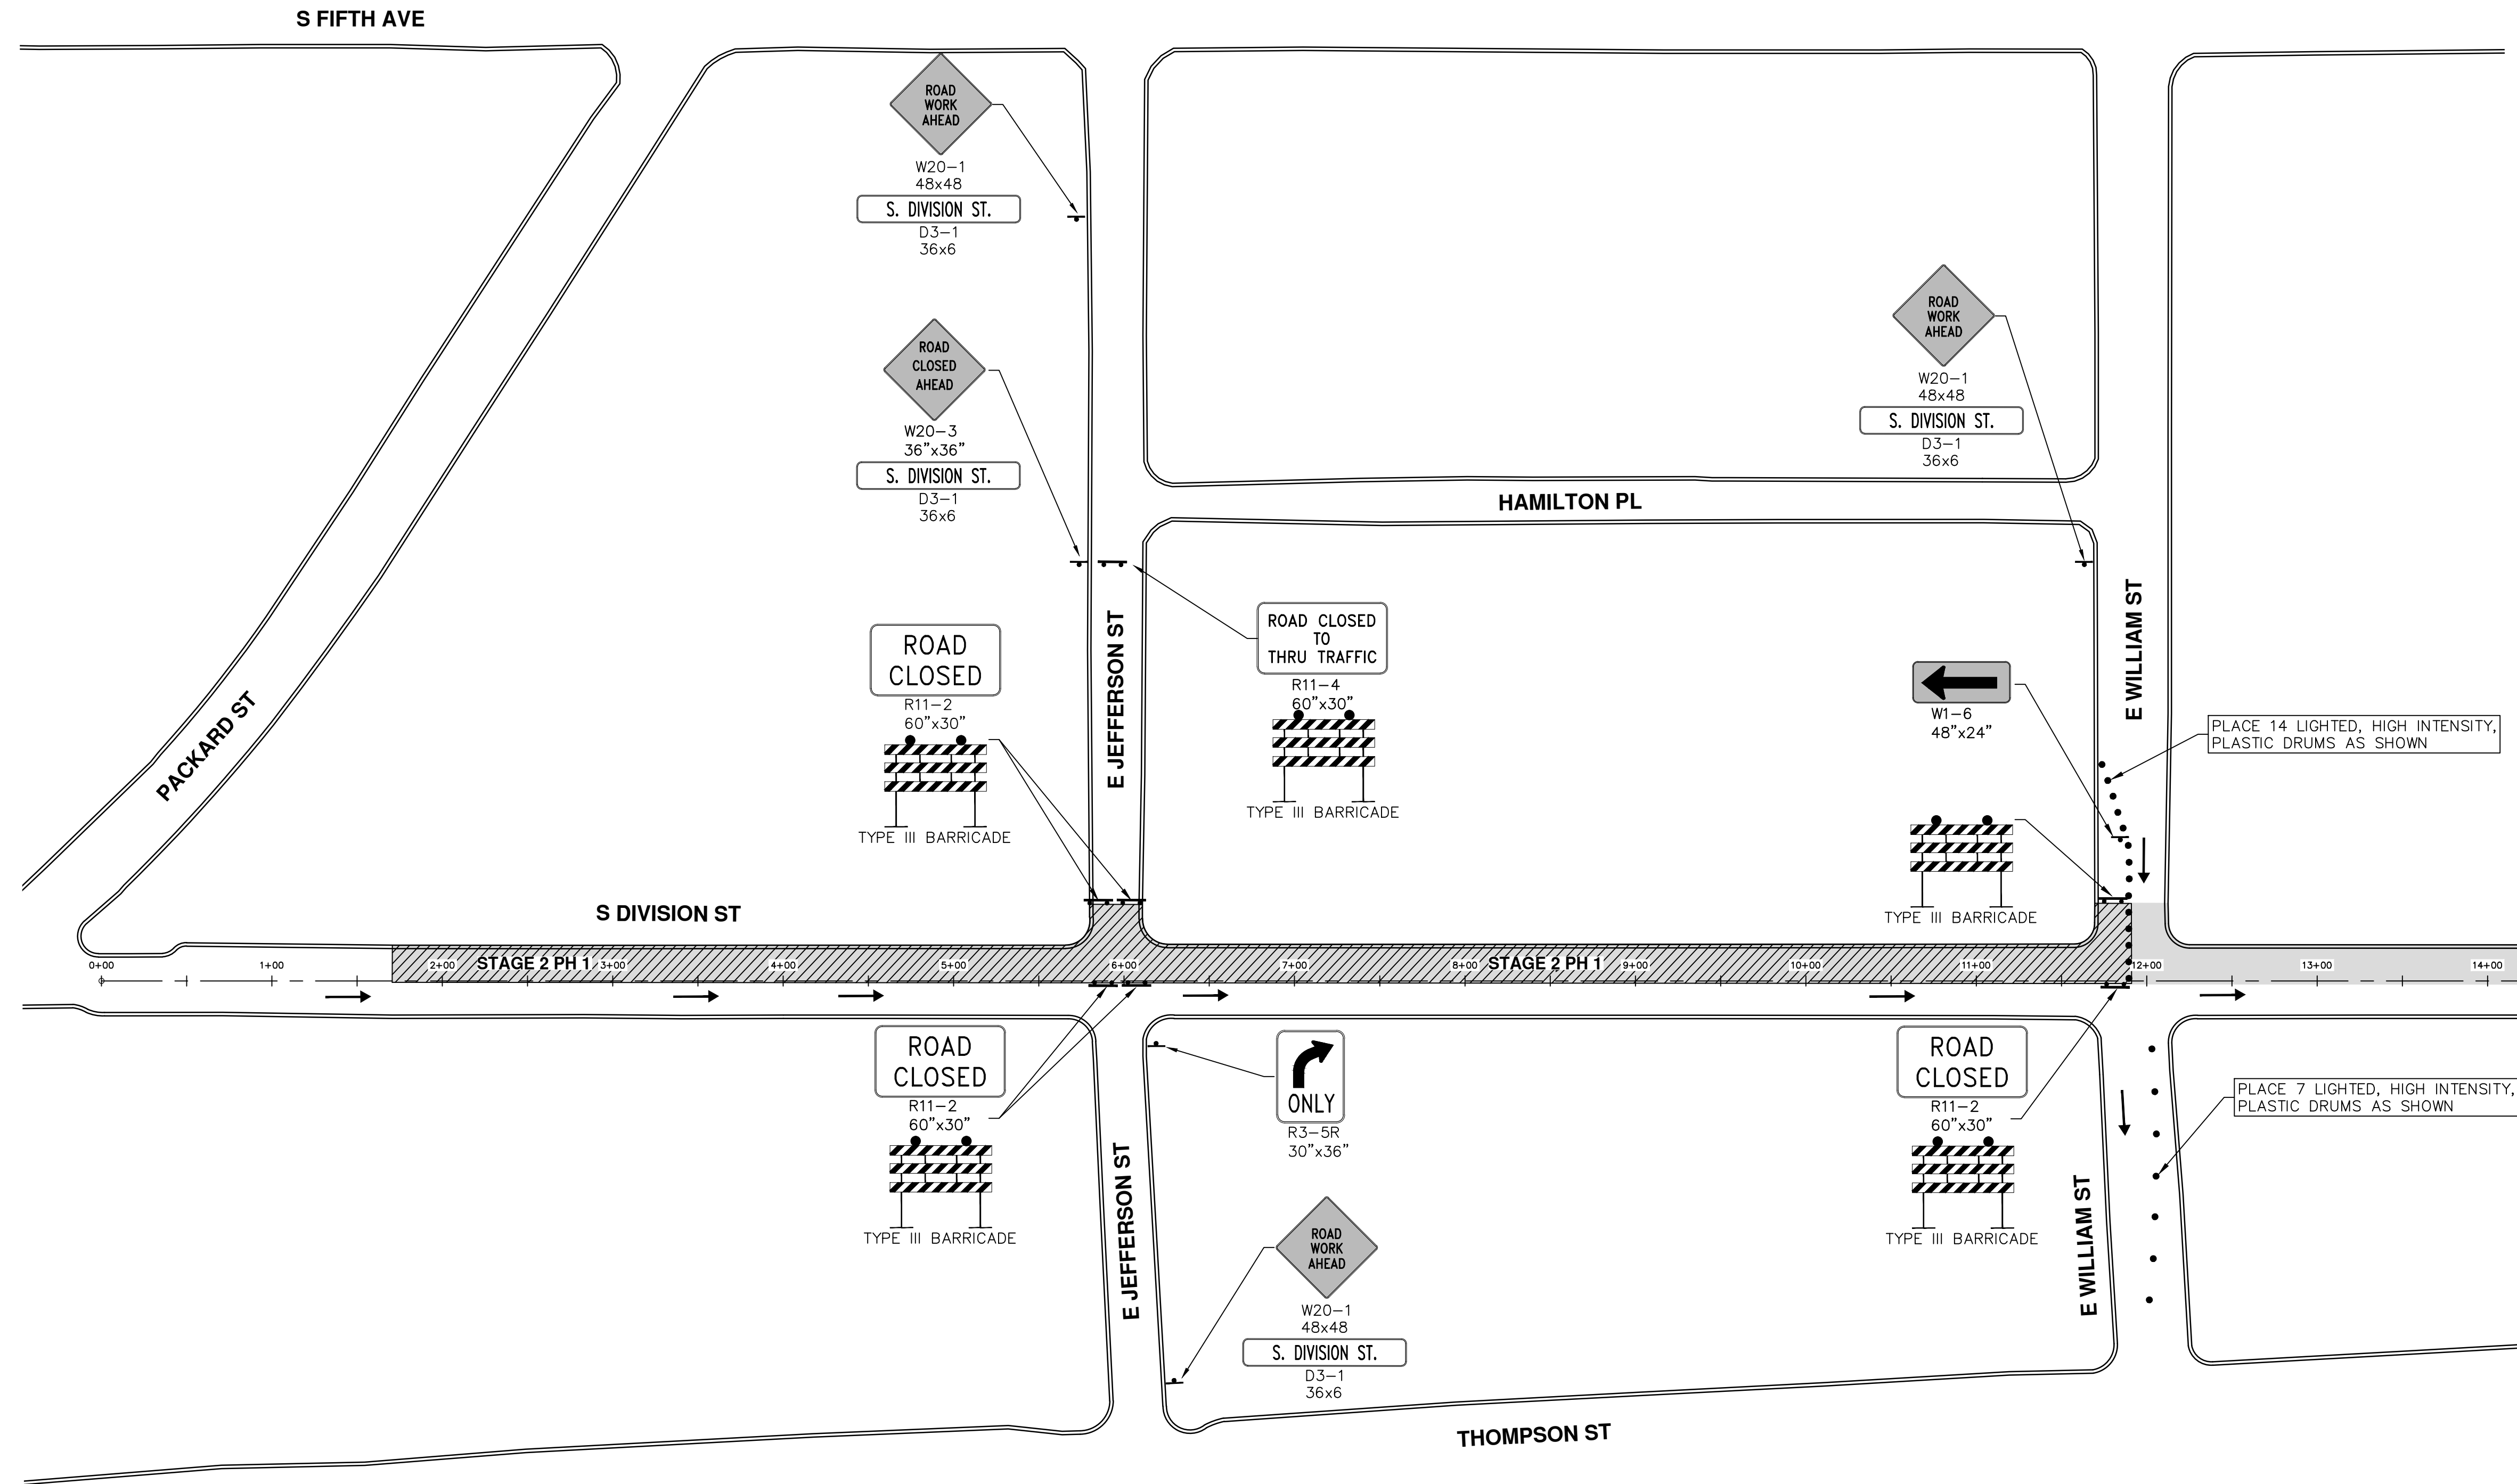 S FIFTH AVE
ROAD
WORK
AHEAD
W20-1
48x48
S. DIVISION ST.
D3-1
36x6
ROAD
CLOSED
AHEAD
W20-3
36"x36"
S. DIVISION ST.
D3-1
36x6
ROAD
WORK
AHEAD
W20-1
48x48
S. DIVISION ST.
D3-1
36x6
HAMILTON PL
ROAD
CLOSED
R11-2
60"x30"
TYPE III BARRICADE
E JEFFERSON ST
ROAD CLOSED
TO
THRU TRAFFIC
R11-4
60"x30"
TYPE III BARRICADE
W1-6
48"x24"
TYPE III BARRICADE
E WILLIAM ST
PLACE 14 LIGHTED, HIGH INTENSITY,
PLASTIC DRUMS AS SHOWN
PACKARD ST
S DIVISION ST
0+00
1+00
2+00
STAGE 2 PH 1
3+00
4+00
5+00
6+00
7+00
8+00
STAGE 2 PH 1
9+00
10+00
11+00
12+00
13+00
14+00
ROAD
CLOSED
R11-2
60"x30"
TYPE III BARRICADE
E JEFFERSON ST
ONLY
R3-5R
30"x36"
ROAD
WORK
AHEAD
W20-1
48x48
S. DIVISION ST.
D3-1
36x6
ROAD
CLOSED
R11-2
60"x30"
TYPE III BARRICADE
E WILLIAM ST
PLACE 7 LIGHTED, HIGH INTENSITY,
PLASTIC DRUMS AS SHOWN
THOMPSON ST